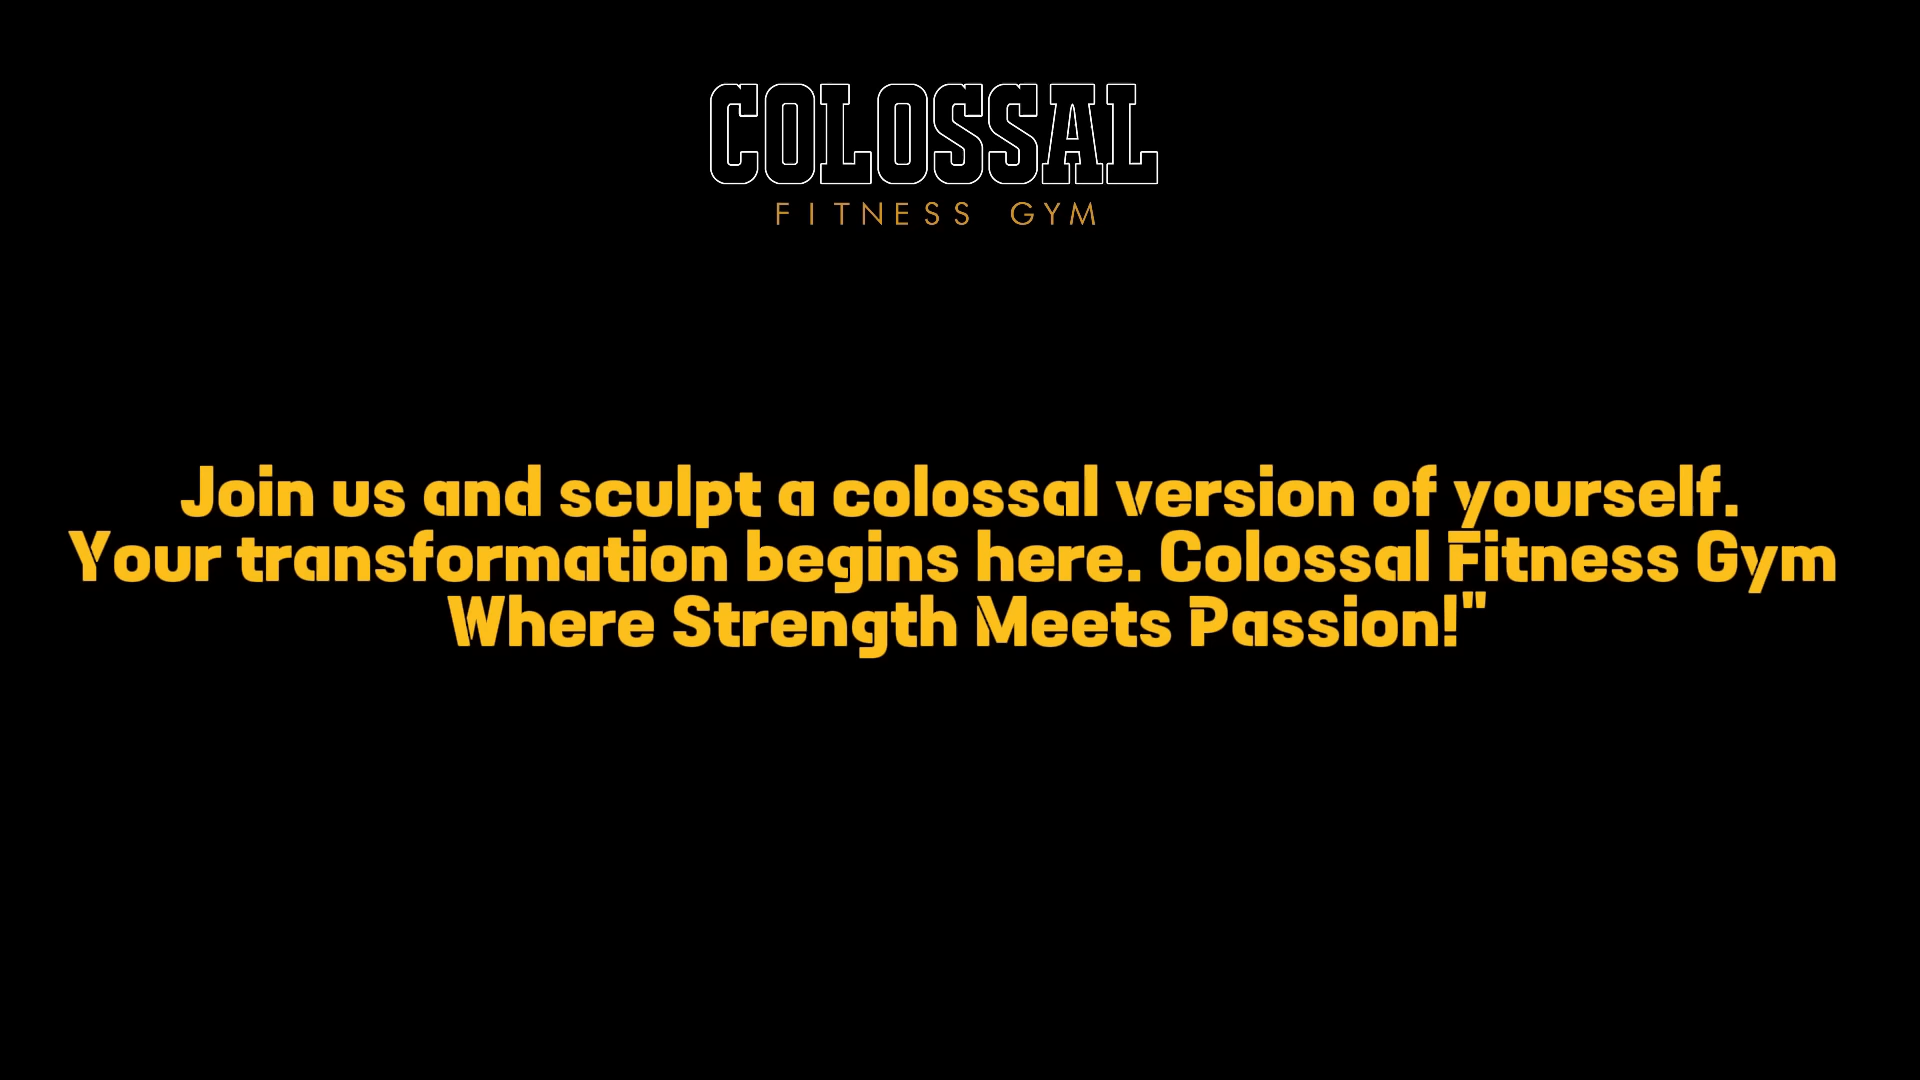 COLOSSAL
FITNESS GYM
Join us and sculpt a colossal version of yourself.
Your transformation begins here. Colossal Fitness Gym
Where Strength Meets Passion!"